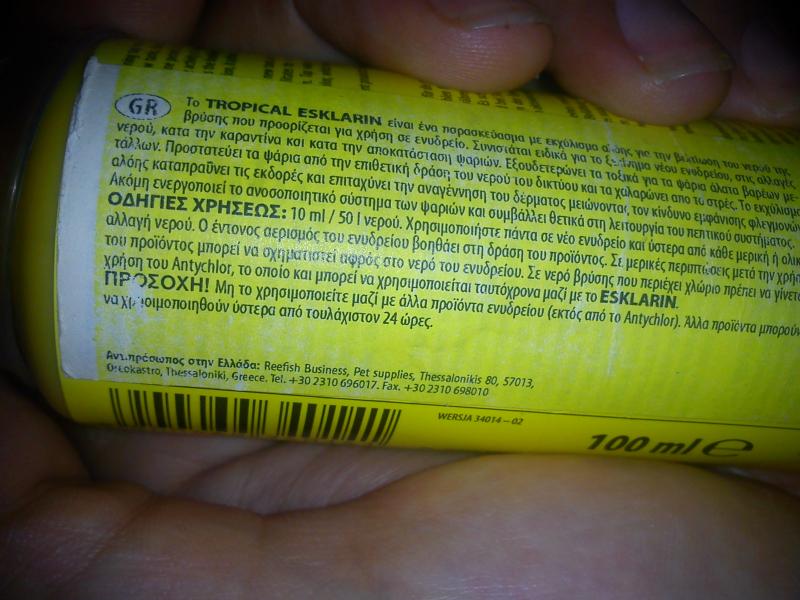 GR
Το TROPICAL ESKLARIN είναι ένα παρασκεύασμα με εκχύλισμα αλόης για την βελτίωση του νερού της
βρύσης που προορίζεται για χρήση σε ενυδρείο. Συνιστάται ειδικά για το ξεκίνημα νέου ενυδρείου, στις αλλαγές
νερού, κατα την καραντίνα και κατα την αποκατάσταση ψαριών. Εξουδετερώνει τα τοξικά για τα ψάρια άλατα βαρέων με-
τάλλων. Προστατεύει τα ψάρια από την επιθετική δράση του νερού του δικτύου και τα χαλαρώνει απο το στρές. Το εκχύλισμα
αλόης καταπραΰνει τις εκδορές και επιταχύνει την αναγέννηση του δέρματος μειώνοντας τον κίνδυνο εμφάνισης φλεγμονών
Ακόμη ενεργοποιεί το ανοσοποιητικό σύστημα των ψαριών και συμβάλλει θετικά στη λειτουργία του πεπτικού συστήματος.
ΟΔΗΓΙΕΣ ΧΡΗΣΕΩΣ: 10 ml / 50 l νερού. Χρησιμοποιήστε πάντα σε νέο ενυδρείο και ύστερα από κάθε μερική ή
αλλαγή νερού. Ο έντονος αερισμός του ενυδρείου βοηθάει στη δράση του προϊόντος. Σε μερικες περιπτώσεις μετά την
του προϊόντος μπορεί να σχηματιστεί αφρός στο νερό του ενυδρείου. Σε νερό βρύσης που περιέχει χλώριο πρέπει να
χρήση του Antychlor, το οποίο και μπορεί να χρησιμοποιείται ταυτόχρονα μαζί με το ESKLARIN.
ΠΡΟΣΟΧΗ! Μη το χρησιμοποιείτε μαζί με άλλα προϊόντα ενυδρείου (εκτός από το Antychlor). Άλλα προϊόντα μπορούν
να χρησιμοποιηθούν ύστερα από τουλάχιστον 24 ώρες.
Αντιπρόσωπος στην Ελλάδα: Reefish Business, Pet supplies, Thessalonikis 80, 57013,
Oreokastro, Thessaloniki, Greece. Tel. +30 2310 696017. Fax. +30 2310 698010
WERSJA 34014 – 02
100 ml ℮